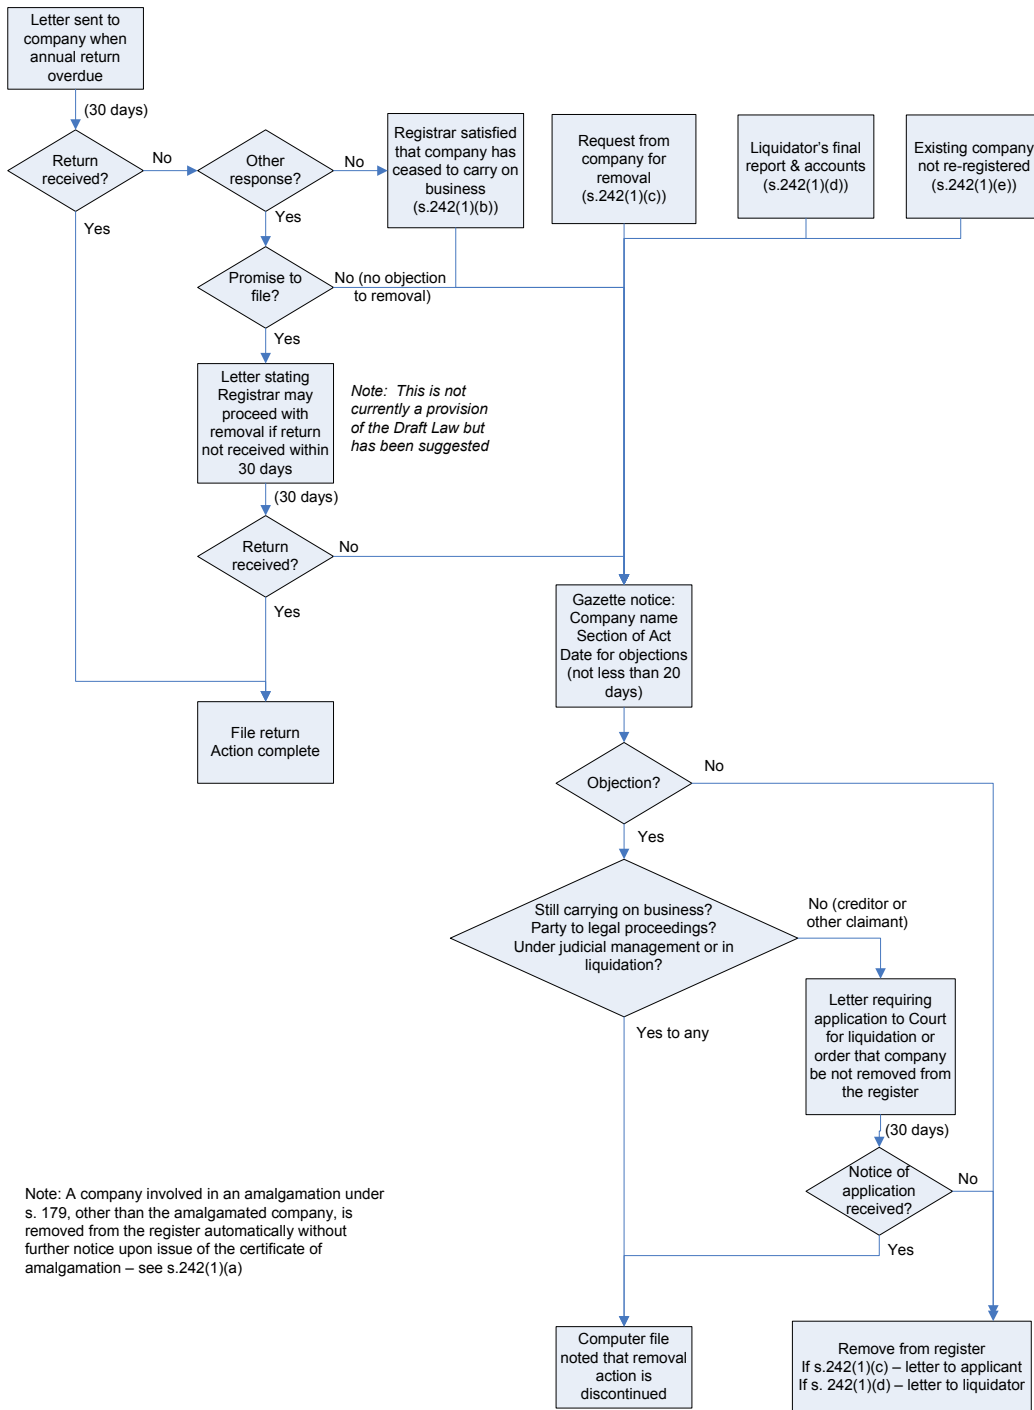 Letter sent to
company when
annual return
overdue
(30 days)
Return
received?
No
Yes
Other
response?
No
Yes
Registrar satisfied
that company has
ceased to carry on
business
(s.242(1)(b))
Request from
company for
removal
(s.242(1)(c))
Liquidator's final
report & accounts
(s.242(1)(d))
Existing company
not re-registered
(s.242(1)(e))
Promise to
file?
No (no objection
to removal)
Yes
Letter stating
Registrar may
proceed with
removal if return
not received within
30 days
Note:  This is not
currently a provision
of the Draft Law but
has been suggested
(30 days)
Return
received?
No
Yes
File return
Action complete
Gazette notice:
Company name
Section of Act
Date for objections
(not less than 20
days)
Objection?
No
Yes
Still carrying on business?
Party to legal proceedings?
Under judicial management or in
liquidation?
No (creditor or
other claimant)
Yes to any
Letter requiring
application to Court
for liquidation or
order that company
be not removed from
the register
(30 days)
Notice of
application
received?
No
Yes
Note: A company involved in an amalgamation under
s. 179, other than the amalgamated company, is
removed from the register automatically without
further notice upon issue of the certificate of
amalgamation – see s.242(1)(a)
Computer file
noted that removal
action is
discontinued
Remove from register
If s.242(1)(c) – letter to applicant
If s. 242(1)(d) – letter to liquidator